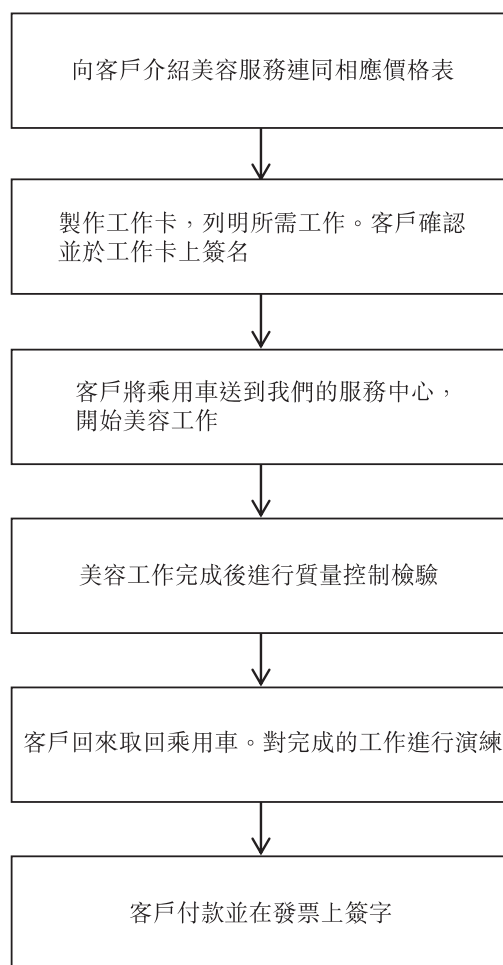 向客戶介紹美容服務連同相應價格表
製作工作卡，列明所需工作。客戶確認
並於工作卡上簽名
客戶將乘用車送到我們的服務中心，
開始美容工作
美容工作完成後進行質量控制檢驗
客戶回來取回乘用車。對完成的工作進行演練
客戶付款並在發票上簽字